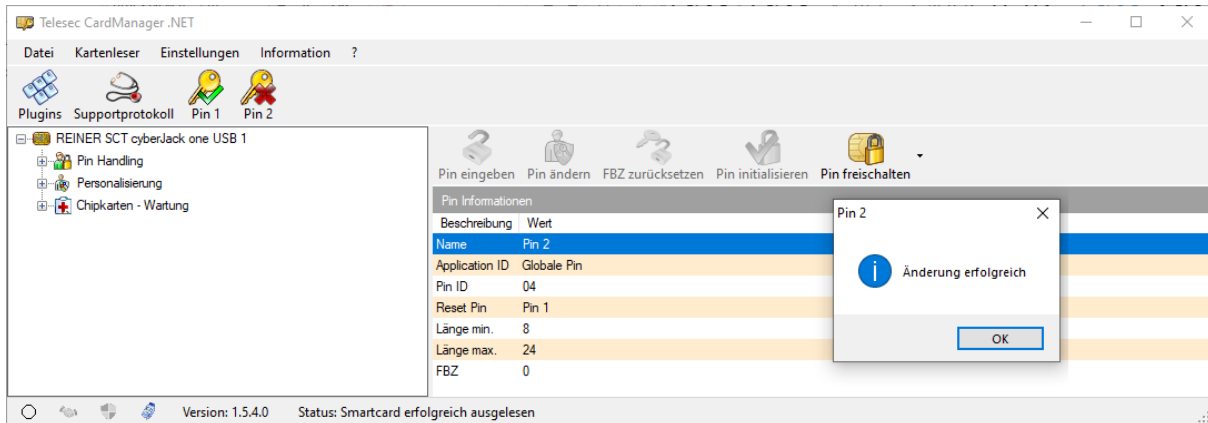 Telesec CardManager .NET
Datei Kartenleser Einstellungen Information ?
Plugins Supportprotokoll Pin 1 Pin 2
REINER SCT cyberJack one USB 1
Pin Handling
Personalisierung
Chipkarten - Wartung
Pin eingeben Pin ändern FBZ zurücksetzen Pin initialisieren Pin freischalten
Pin Informationen
Beschreibung Wert
Name Pin 2
Application ID Globale Pin
Pin ID 04
Reset Pin Pin 1
Länge min. 8
Länge max. 24
FBZ 0
Pin 2
Änderung erfolgreich
OK
Version: 1.5.4.0 Status: Smartcard erfolgreich ausgelesen